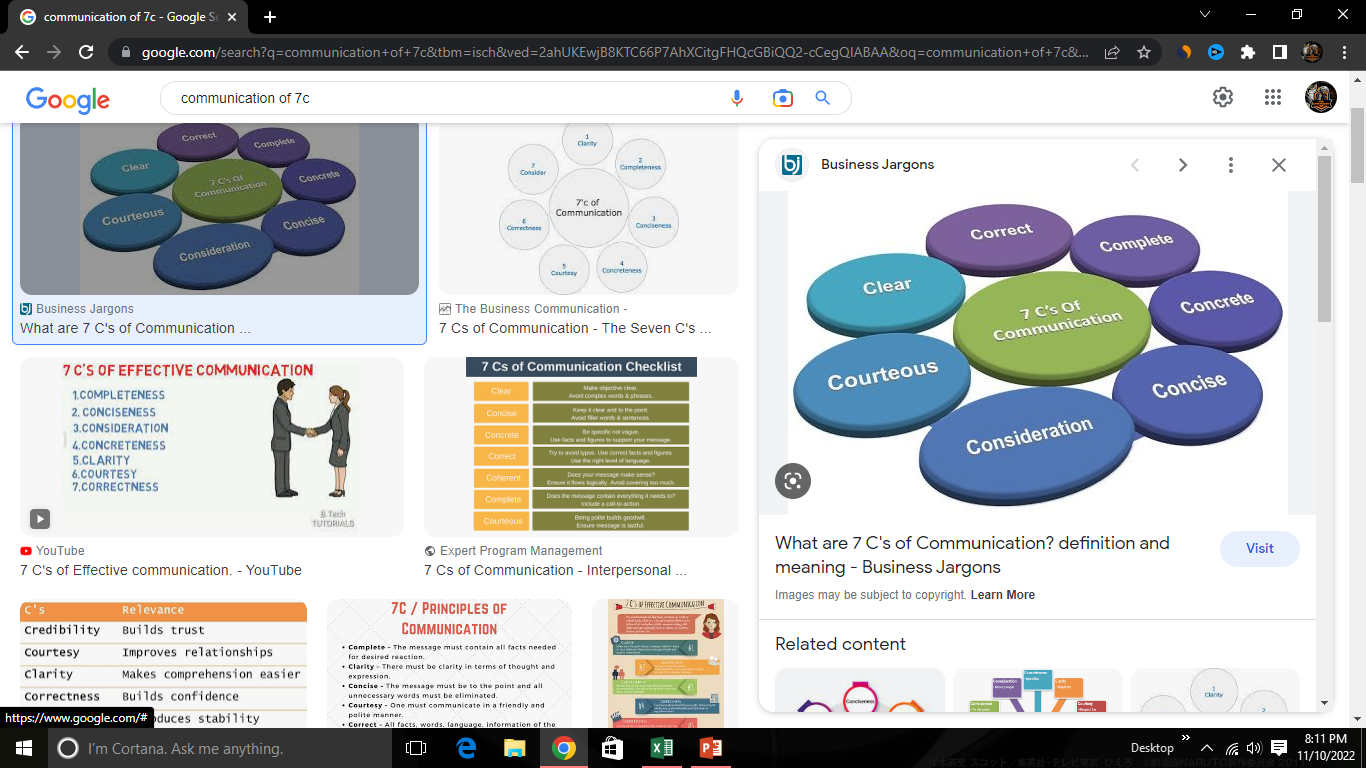 communication of 7c - Google Se
google.com/search?q=communication+of+7c&tbm=isch&ved=2ahUKEwjB8KTC66P7AhXCitgFHQcGBiQQ2-cCegQIABAA&oq=communication+of+7c&...
Google
communication of 7c
Correct
Complete
Clear
7 C's Of
Communication
Concrete
Courteous
Concise
Consideration
Business Jargons
What are 7 C's of Communication ...
1
Clarity
7
Consider
2
Completeness
7'c of
Communication
6
Correctness
3
Conciseness
5
Courtesy
4
Concreteness
The Business Communication -
7 Cs of Communication - The Seven C's ...
7 C'S OF EFFECTIVE COMMUNICATION
1.COMPLETENESS
2, CONCISENESS
3.CONSIDERATION
4.CONCRETENESS
5.CLARITY
6.COURTESY
7,CORRECTNESS
B.Tech
TUTORIALS
YouTube
7 C's of Effective communication. - YouTube
7 Cs of Communication Checklist
Clear
Make objective clear.
Avoid complex words & phrases.
Concise
Keep it clear and to the point.
Avoid filler words & sentences.
Concrete
Be specific not vague.
Use facts and figures to support your message.
Correct
Try to avoid typos. Use correct facts and figures.
Use the right level of language.
Coherent
Does your message make sense?
Ensure it flows logically. Avoid covering too much.
Complete
Does the message contain everything it needs to?
Include a call-to-action.
Courteous
Being polite builds goodwill.
Ensure message is tactful.
Expert Program Management
7 Cs of Communication - Interpersonal ...
C's Relevance
Credibility Builds trust
Courtesy Improves relationships
Clarity Makes comprehension easier
Correctness Builds confidence
oduces stability
7C / PRINCIPLES OF
COMMUNICATION
• Complete - The message must contain all facts needed
for desired reaction.
• Clarity - There must be clarity in terms of thought and
expression.
• Concise - The message must be to the point and all
unnecessary words must be eliminated.
• Courtesy - One must communicate in a friendly and
polite manner.
• Correct - All facts, words, language, information of the
7 C'S OF EFFECTIVE COMMUNICATION
bj
Business Jargons
Correct
Complete
Clear
7 C's Of
Communication
Concrete
Courteous
Concise
Consideration
What are 7 C's of Communication? definition and
meaning - Business Jargons
Visit
Images may be subject to copyright. Learn More
Related content
Conciseness
Consideration
Clarity
1
Clarity
https://www.google.com/#
I'm Cortana. Ask me anything.
Desktop
8:11 PM
11/10/2022